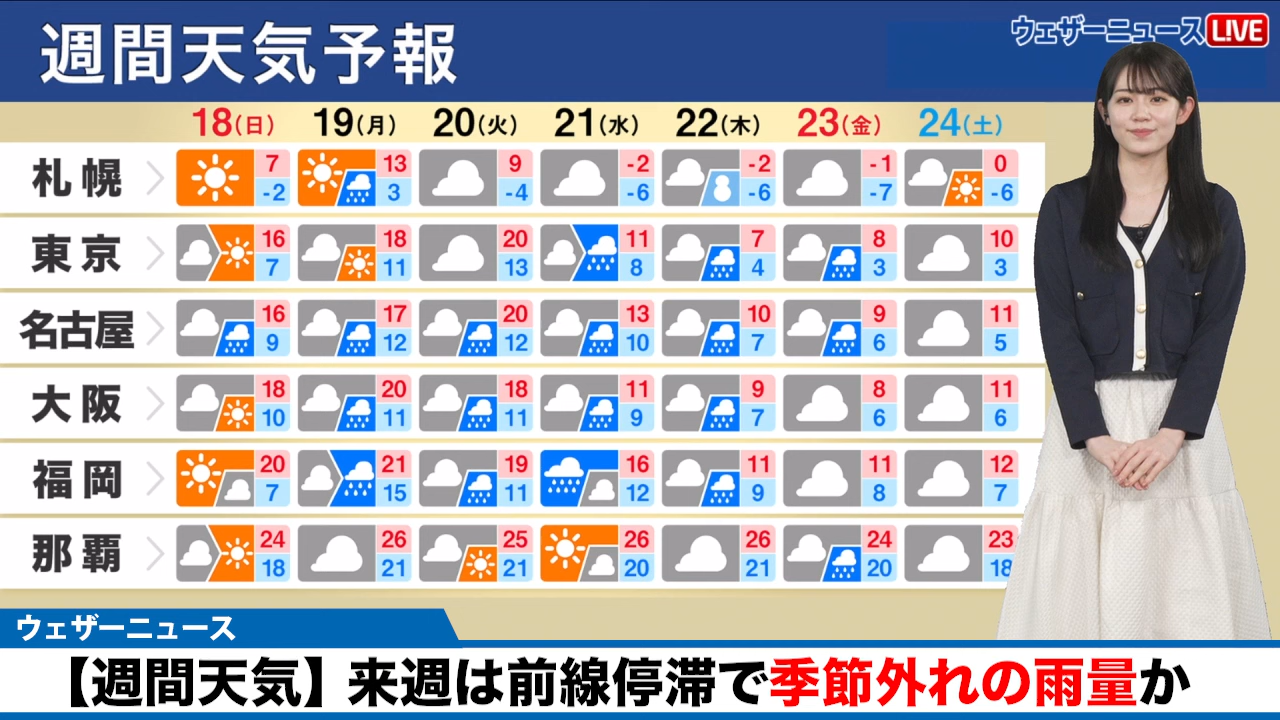 週間天気予報
ウェザーニュース LIVE
18(日) 19(月) 20(火) 21(水) 22(木) 23(金) 24(土)
札幌 7 -2 13 3 9 -4 -2 -6 -2 -6 -1 -7 0 -6
東京 16 7 18 11 20 13 11 8 7 4 8 3 10 3
名古屋 16 9 17 12 20 12 13 10 10 7 9 6 11 5
大阪 18 10 20 11 18 11 11 9 9 7 8 6 11 6
福岡 20 7 21 15 19 11 16 12 11 9 11 8 12 7
那覇 24 18 26 21 25 21 26 20 26 21 24 20 23 18
ウェザーニュース
【週間天気】来週は前線停滞で季節外れの雨量か